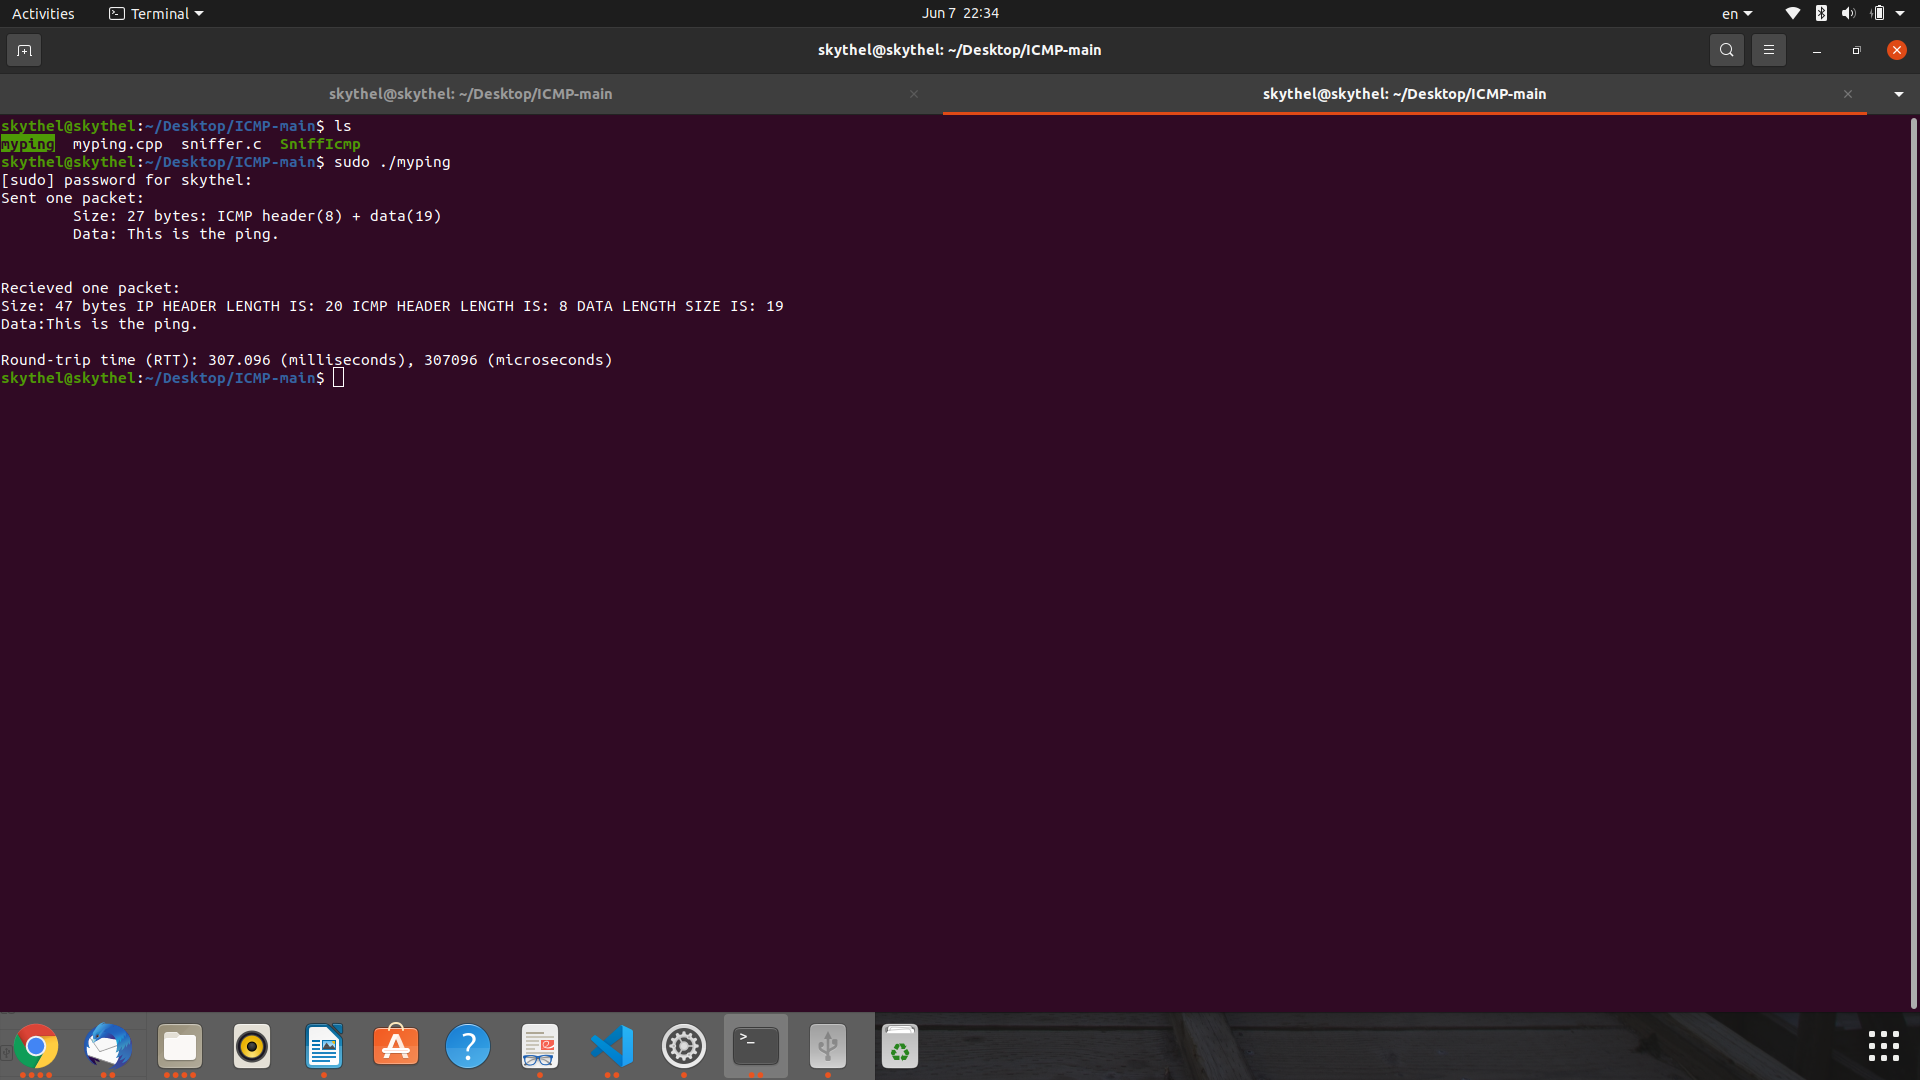 Activities Terminal Jun 7 22:34 en
skythel@skythel: ~/Desktop/ICMP-main
skythel@skythel: ~/Desktop/ICMP-main skythel@skythel: ~/Desktop/ICMP-main
skythel@skythel:~/Desktop/ICMP-main$ ls
myping myping.cpp sniffer.c SniffIcmp
skythel@skythel:~/Desktop/ICMP-main$ sudo ./myping
[sudo] password for skythel:
Sent one packet:
Size: 27 bytes: ICMP header(8) + data(19)
Data: This is the ping.
Recieved one packet:
Size: 47 bytes IP HEADER LENGTH IS: 20 ICMP HEADER LENGTH IS: 8 DATA LENGTH SIZE IS: 19
Data:This is the ping.
Round-trip time (RTT): 307.096 (milliseconds), 307096 (microseconds)
skythel@skythel:~/Desktop/ICMP-main$